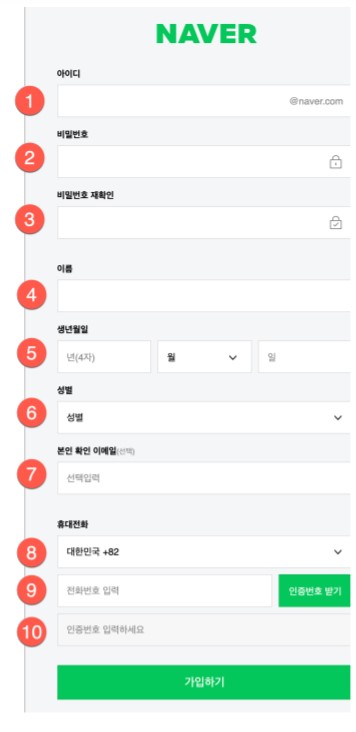 NAVER
아이디
1 @naver.com
비밀번호
2
비밀번호 재확인
3
이름
4
생년월일
5 년(4자) 월 일
성별
6 성별
본인 확인 이메일(선택)
7 선택입력
휴대전화
8 대한민국 +82
9 전화번호 입력 인증번호 받기
10 인증번호 입력하세요
가입하기